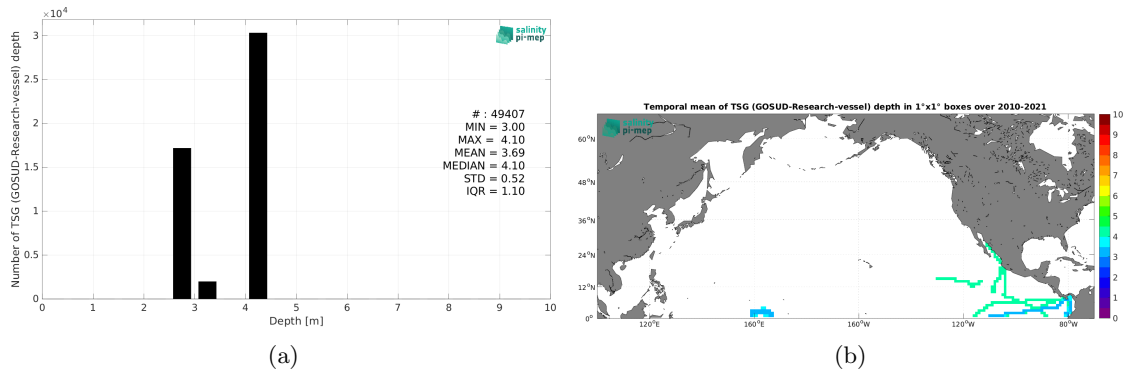 ×10⁴
salinity
pi-mep
3
2.5
2
1.5
1
0.5
0
Number of TSG (GOSUD-Research-vessel) depth
# : 49407
MIN = 3.00
MAX = 4.10
MEAN = 3.69
MEDIAN = 4.10
STD = 0.52
IQR = 1.10
0 1 2 3 4 5 6 7 8 9 10
Depth [m]
(a)
Temporal mean of TSG (GOSUD-Research-vessel) depth in 1°x1° boxes over 2010-2021
salinity
pi-mep
60°N
48°N
36°N
24°N
12°N
0°
120°E 160°E 160°W 120°W 80°W
10
9
8
7
6
5
4
3
2
1
0
(b)